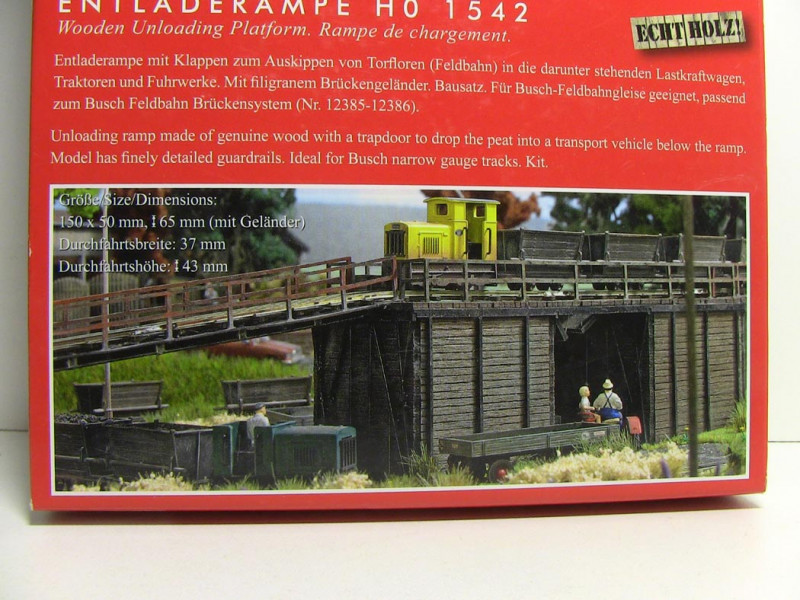 ENTLADERAMPE H0 1542
Wooden Unloading Platform. Rampe de chargement.
ECHT HOLZ!
Entladerampe mit Klappen zum Auskippen von Torfloren (Feldbahn) in die darunter stehenden Lastkraftwagen,
Traktoren und Fuhrwerke. Mit filigranem Brückengeländer. Bausatz. Für Busch-Feldbahngleise geeignet, passend
zum Busch Feldbahn Brückensystem (Nr. 12385-12386).
Unloading ramp made of genuine wood with a trapdoor to drop the peat into a transport vehicle below the ramp.
Model has finely detailed guardrails. Ideal for Busch narrow gauge tracks. Kit.
Größe/Size/Dimensions:
150 x 50 mm, ↕ 65 mm (mit Geländer)
Durchfahrtsbreite: 37 mm
Durchfahrtshöhe: ↕ 43 mm